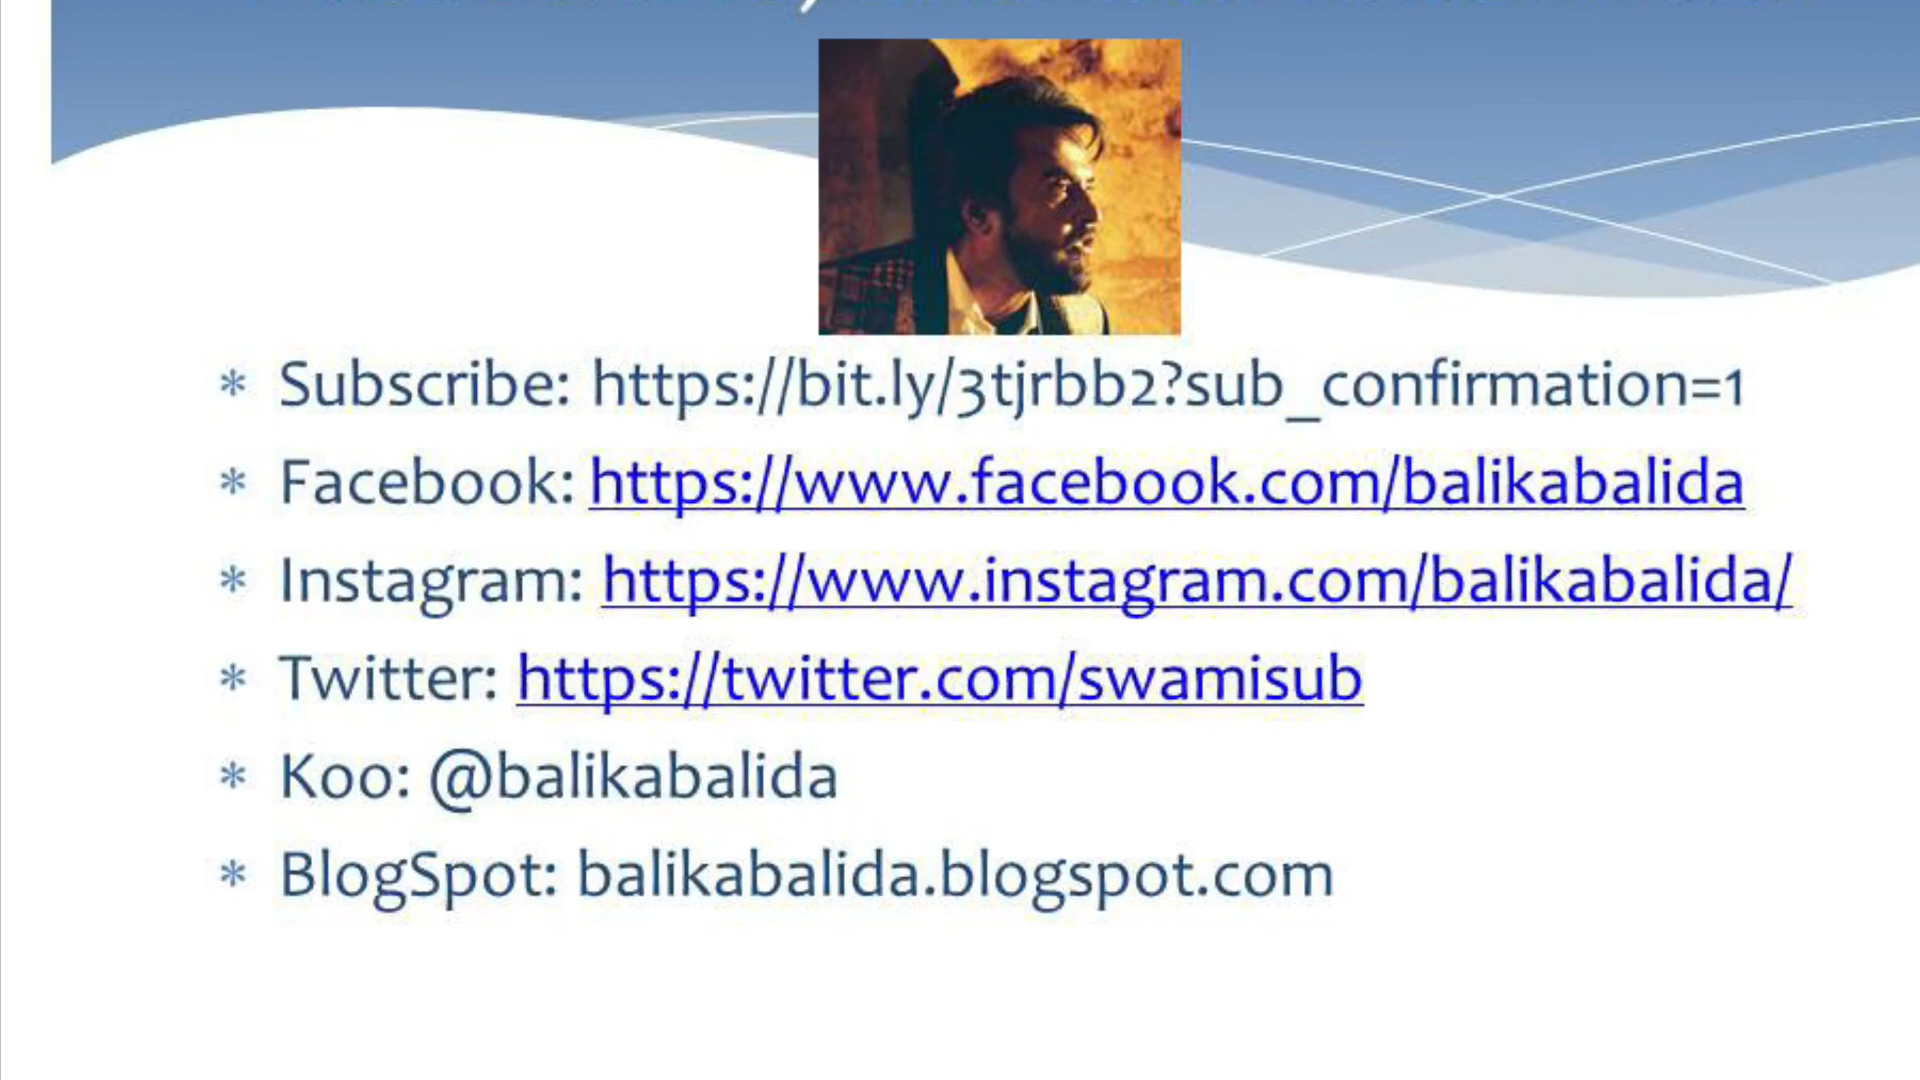 * Subscribe: https://bit.ly/3tjrbb2?sub_confirmation=1
* Facebook: https://www.facebook.com/balikabalida
* Instagram: https://www.instagram.com/balikabalida/
* Twitter: https://twitter.com/swamisub
* Koo: @balikabalida
* BlogSpot: balikabalida.blogspot.com